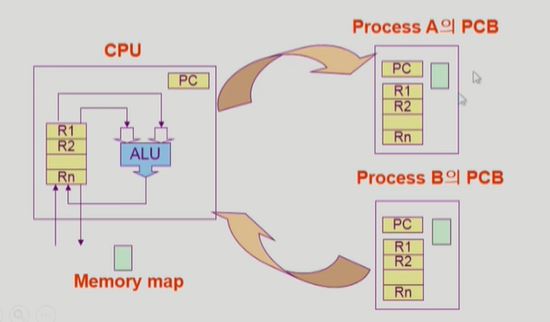 Process A의 PCB
CPU
PC
R1
R2
Rn
ALU
Memory map
PC
R1
R2
Rn
Process B의 PCB
PC
R1
R2
Rn